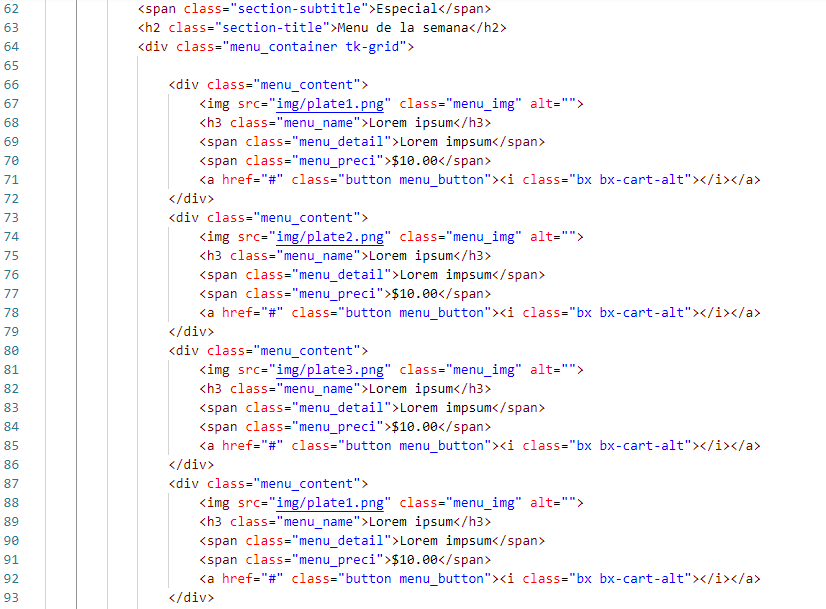 62 <span class="section-subtitle">Especial</span>
63 <h2 class="section-title">Menu de la semana</h2>
64 <div class="menu_container tk-grid">
65
66 <div class="menu_content">
67 <img src="img/plate1.png" class="menu_img" alt="">
68 <h3 class="menu_name">Lorem ipsum</h3>
69 <span class="menu_detail">Lorem impsum</span>
70 <span class="menu_preci">$10.00</span>
71 <a href="#" class="button menu_button"><i class="bx bx-cart-alt"></i></a>
72 </div>
73 <div class="menu_content">
74 <img src="img/plate2.png" class="menu_img" alt="">
75 <h3 class="menu_name">Lorem ipsum</h3>
76 <span class="menu_detail">Lorem impsum</span>
77 <span class="menu_preci">$10.00</span>
78 <a href="#" class="button menu_button"><i class="bx bx-cart-alt"></i></a>
79 </div>
80 <div class="menu_content">
81 <img src="img/plate3.png" class="menu_img" alt="">
82 <h3 class="menu_name">Lorem ipsum</h3>
83 <span class="menu_detail">Lorem impsum</span>
84 <span class="menu_preci">$10.00</span>
85 <a href="#" class="button menu_button"><i class="bx bx-cart-alt"></i></a>
86 </div>
87 <div class="menu_content">
88 <img src="img/plate1.png" class="menu_img" alt="">
89 <h3 class="menu_name">Lorem ipsum</h3>
90 <span class="menu_detail">Lorem impsum</span>
91 <span class="menu_preci">$10.00</span>
92 <a href="#" class="button menu_button"><i class="bx bx-cart-alt"></i></a>
93 </div>